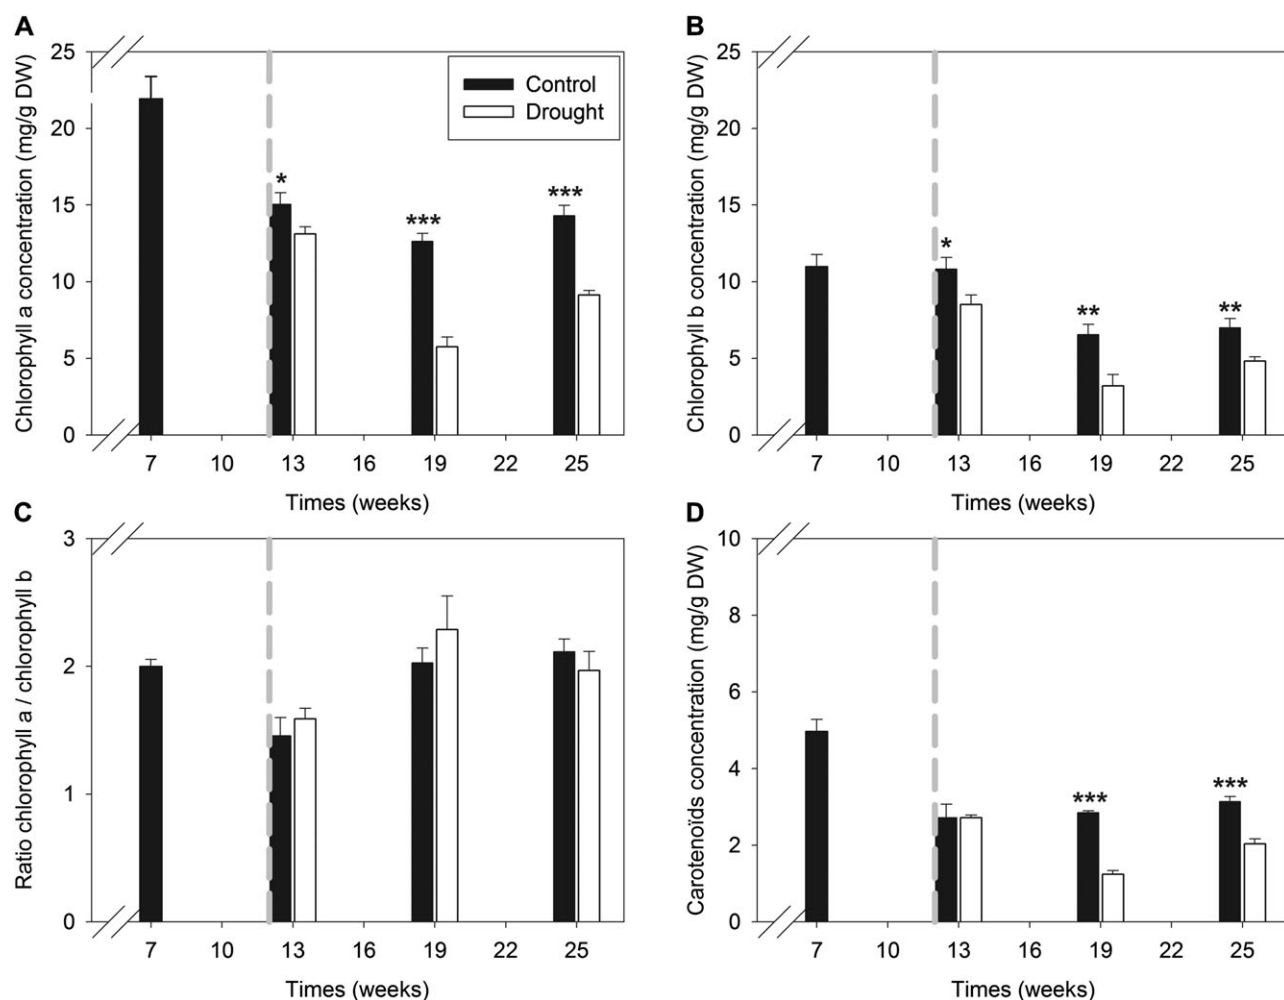 A
Chlorophyll a concentration (mg/g DW)
25
20
15
10
5
0
Control
Drought
*
***
***
7 10 13 16 19 22 25
Times (weeks)
B
Chlorophyll b concentration (mg/g DW)
25
20
15
10
5
0
*
**
**
7 10 13 16 19 22 25
Times (weeks)
C
Ratio chlorophyll a / chlorophyll b
3
2
1
0
7 10 13 16 19 22 25
Times (weeks)
D
Carotenoïds concentration (mg/g DW)
10
8
6
4
2
0
***
***
7 10 13 16 19 22 25
Times (weeks)